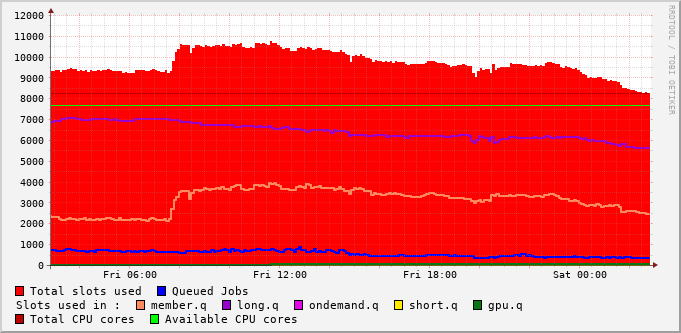 RRDTOOL / TOBI OETIKER
12000
11000
10000
9000
8000
7000
6000
5000
4000
3000
2000
1000
0
Fri 06:00 Fri 12:00 Fri 18:00 Sat 00:00
Total slots used Queued Jobs
Slots used in : member.q long.q ondemand.q short.q gpu.q
Total CPU cores Available CPU cores